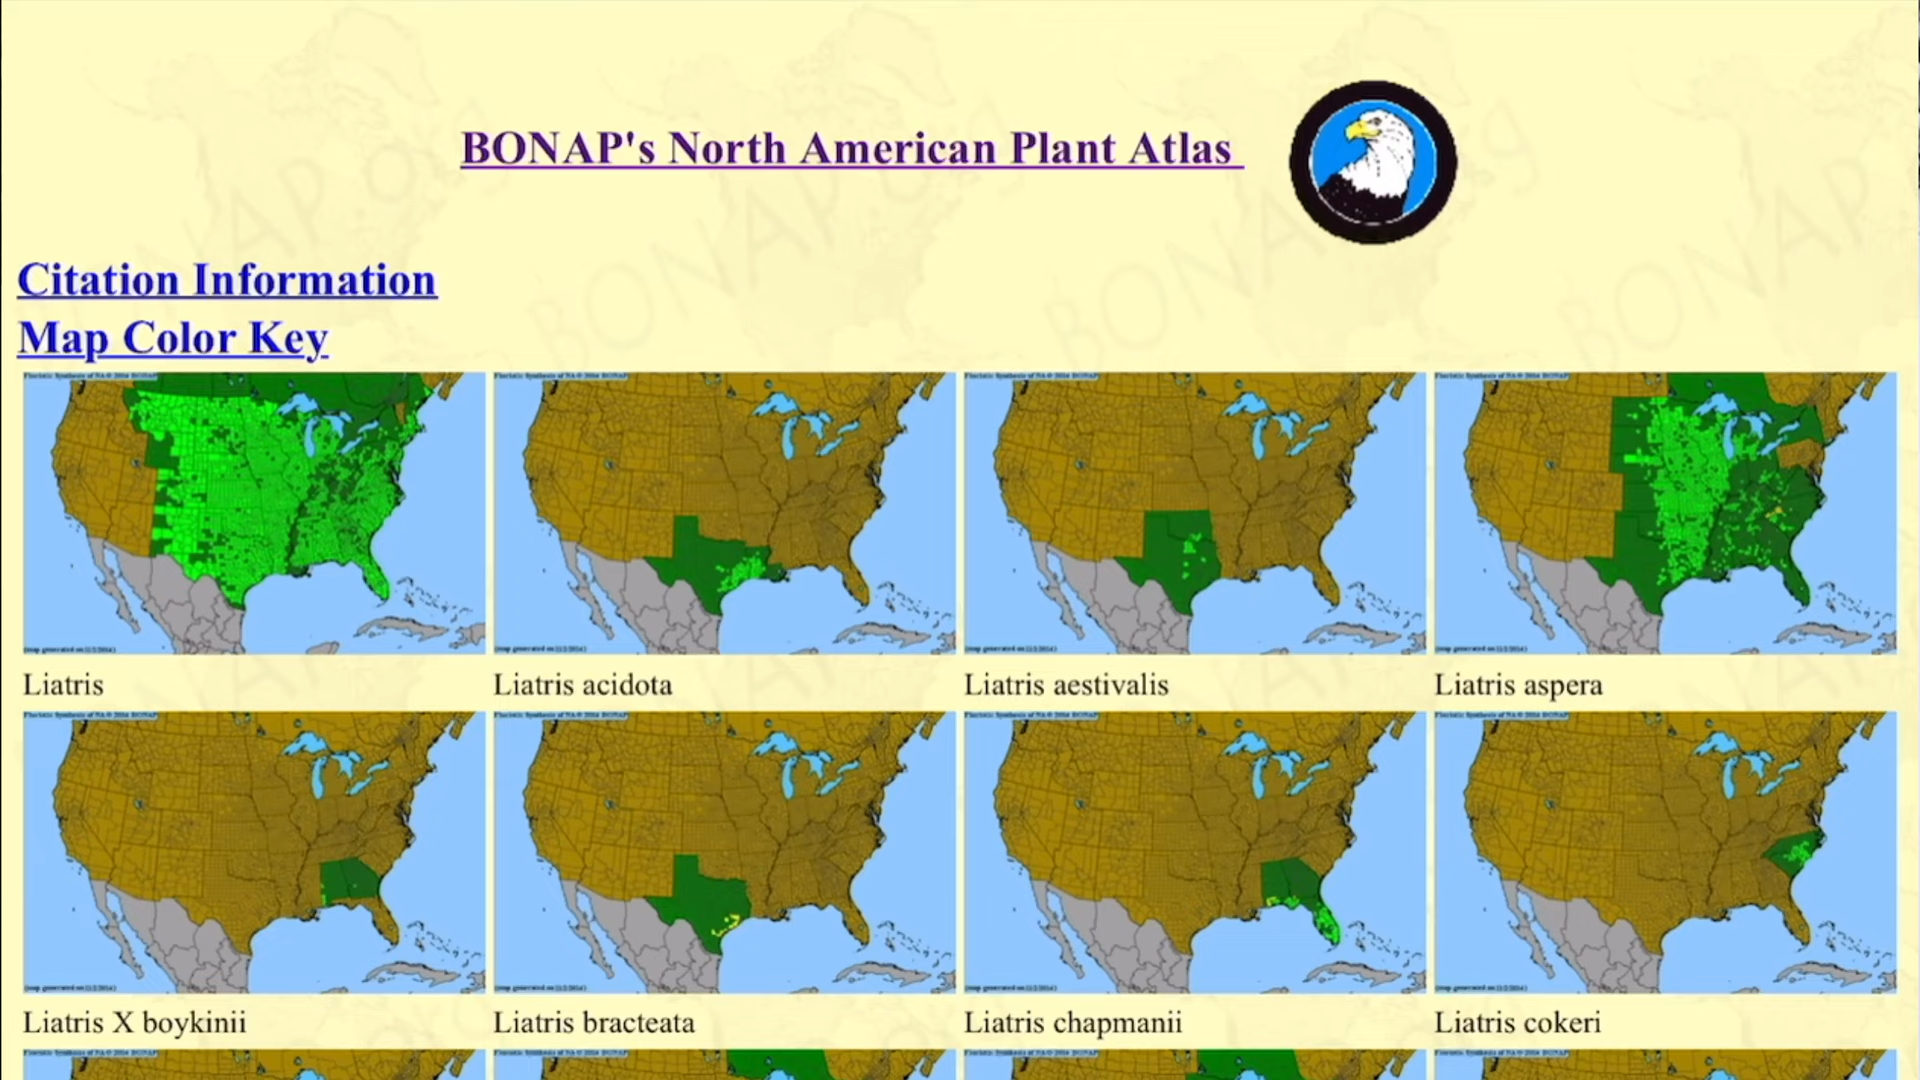 BONAP's North American Plant Atlas
Citation Information
Map Color Key
Liatris
Liatris acidota
Liatris aestivalis
Liatris aspera
Liatris X boykinii
Liatris bracteata
Liatris chapmanii
Liatris cokeri